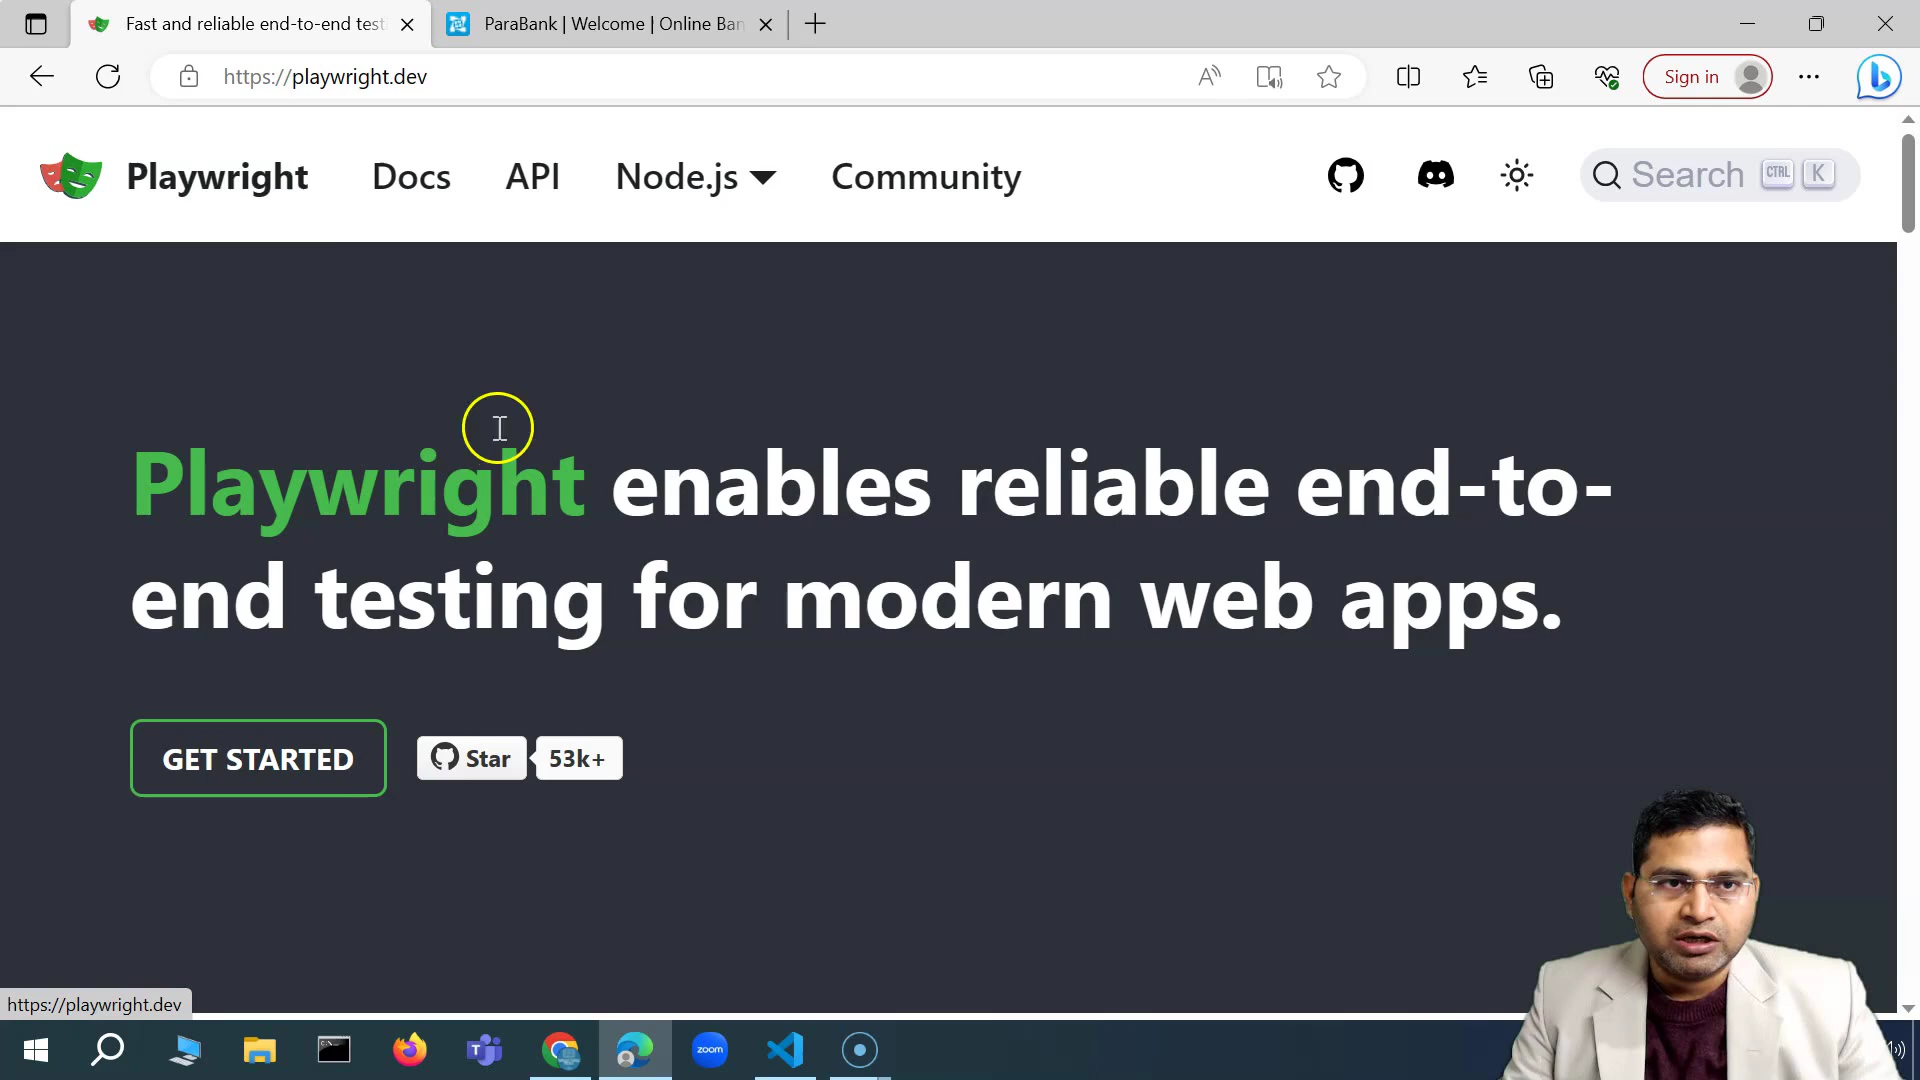 Fast and reliable end-to-end test
ParaBank | Welcome | Online Ban
https://playwright.dev
Sign in
Playwright
Docs
API
Node.js
Community
Search
CTRL
K
Playwright enables reliable end-to-
end testing for modern web apps.
GET STARTED
Star
53k+
https://playwright.dev
zoom